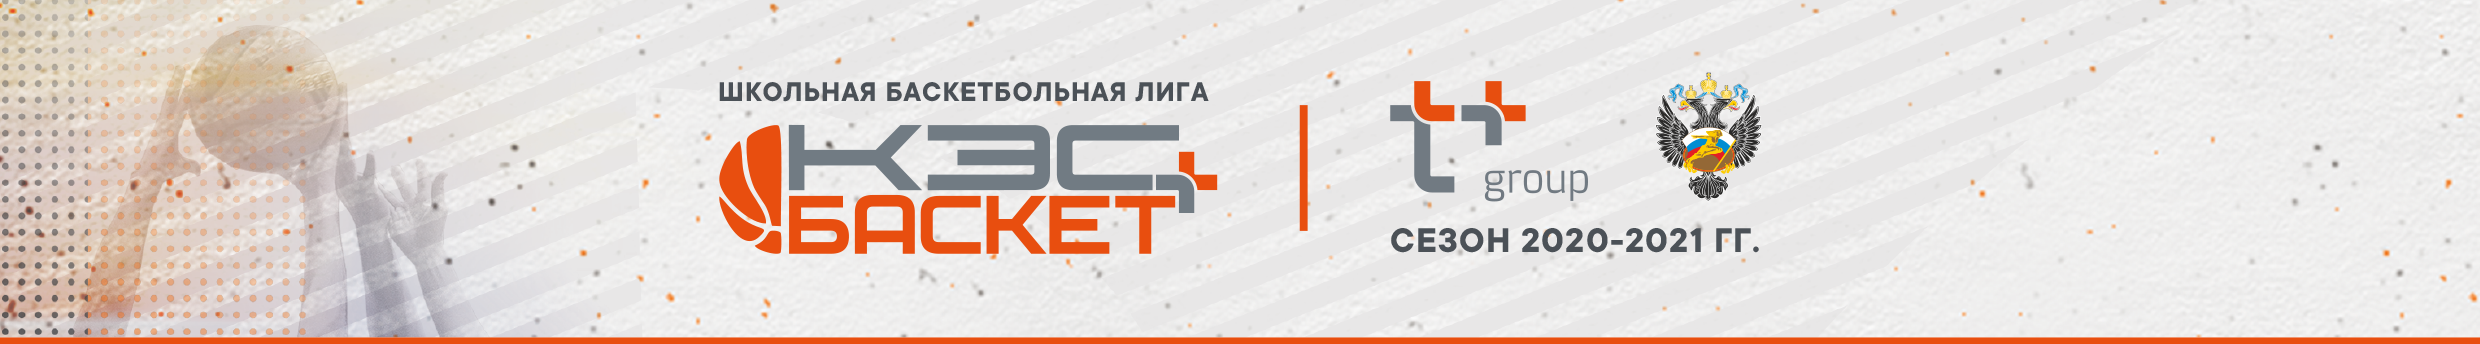 ШКОЛЬНАЯ БАСКЕТБОЛЬНАЯ ЛИГА
КЭС
БАСКЕТ
t+
group
СЕЗОН 2020-2021 ГГ.